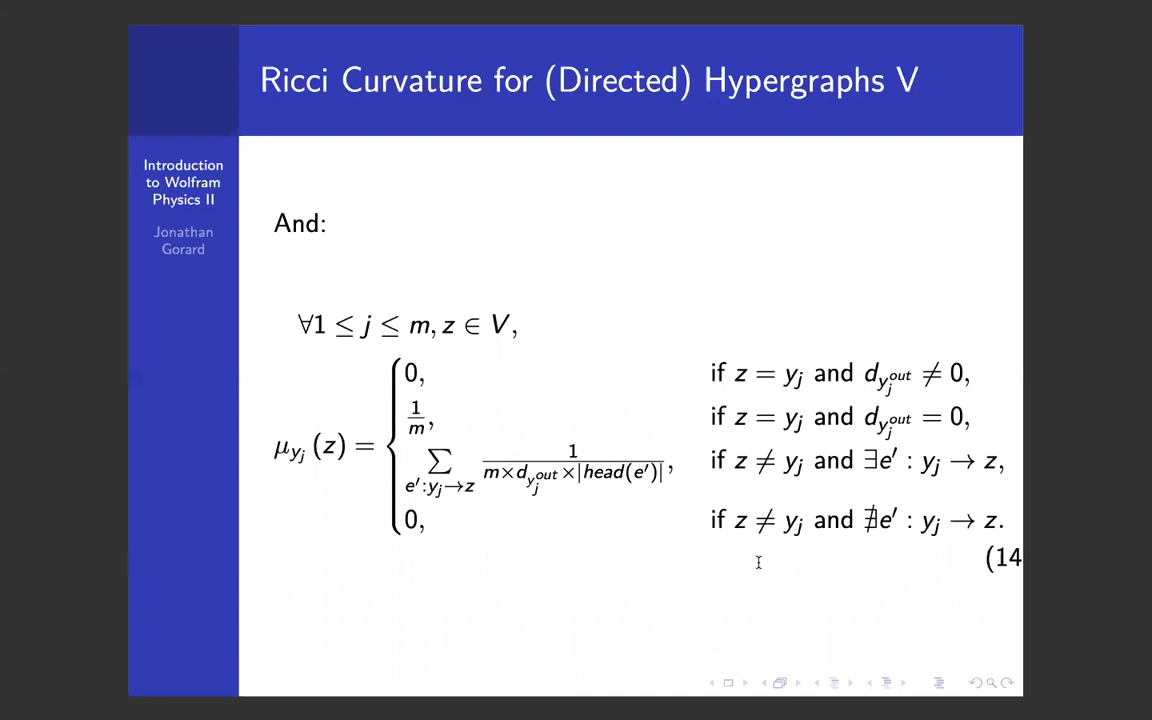 Ricci Curvature for (Directed) Hypergraphs V
Introduction
to Wolfram
Physics II
Jonathan
Gorard
And:
∀1 ≤ j ≤ m, z ∈ V,
μ_{y_j}(z) = { 0, if z = y_j and d_{y_j^{out}} ≠ 0,
1/m, if z = y_j and d_{y_j^{out}} = 0,
∑_{e′:y_j→z} 1/(m×d_{y_j^{out}}×|head(e′)|), if z ≠ y_j and ∃e′ : y_j → z,
0, if z ≠ y_j and ∄e′ : y_j → z.
(14